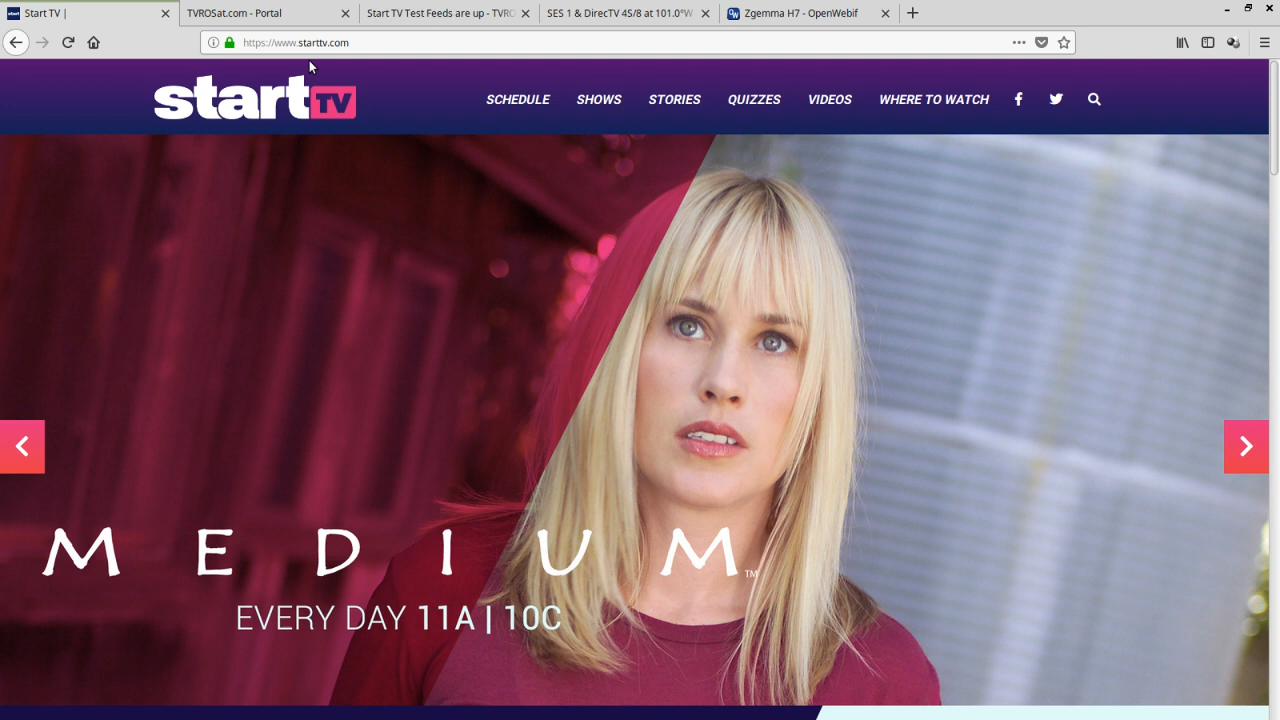 Start TV |
TVROSat.com - Portal
Start TV Test Feeds are up - TVRO
SES 1 & DirecTV 4S/8 at 101.0°W
Zgemma H7 - OpenWebif
https://www.starttv.com
start TV
SCHEDULE SHOWS STORIES QUIZZES VIDEOS WHERE TO WATCH
MEDIUM™
EVERY DAY 11A | 10C